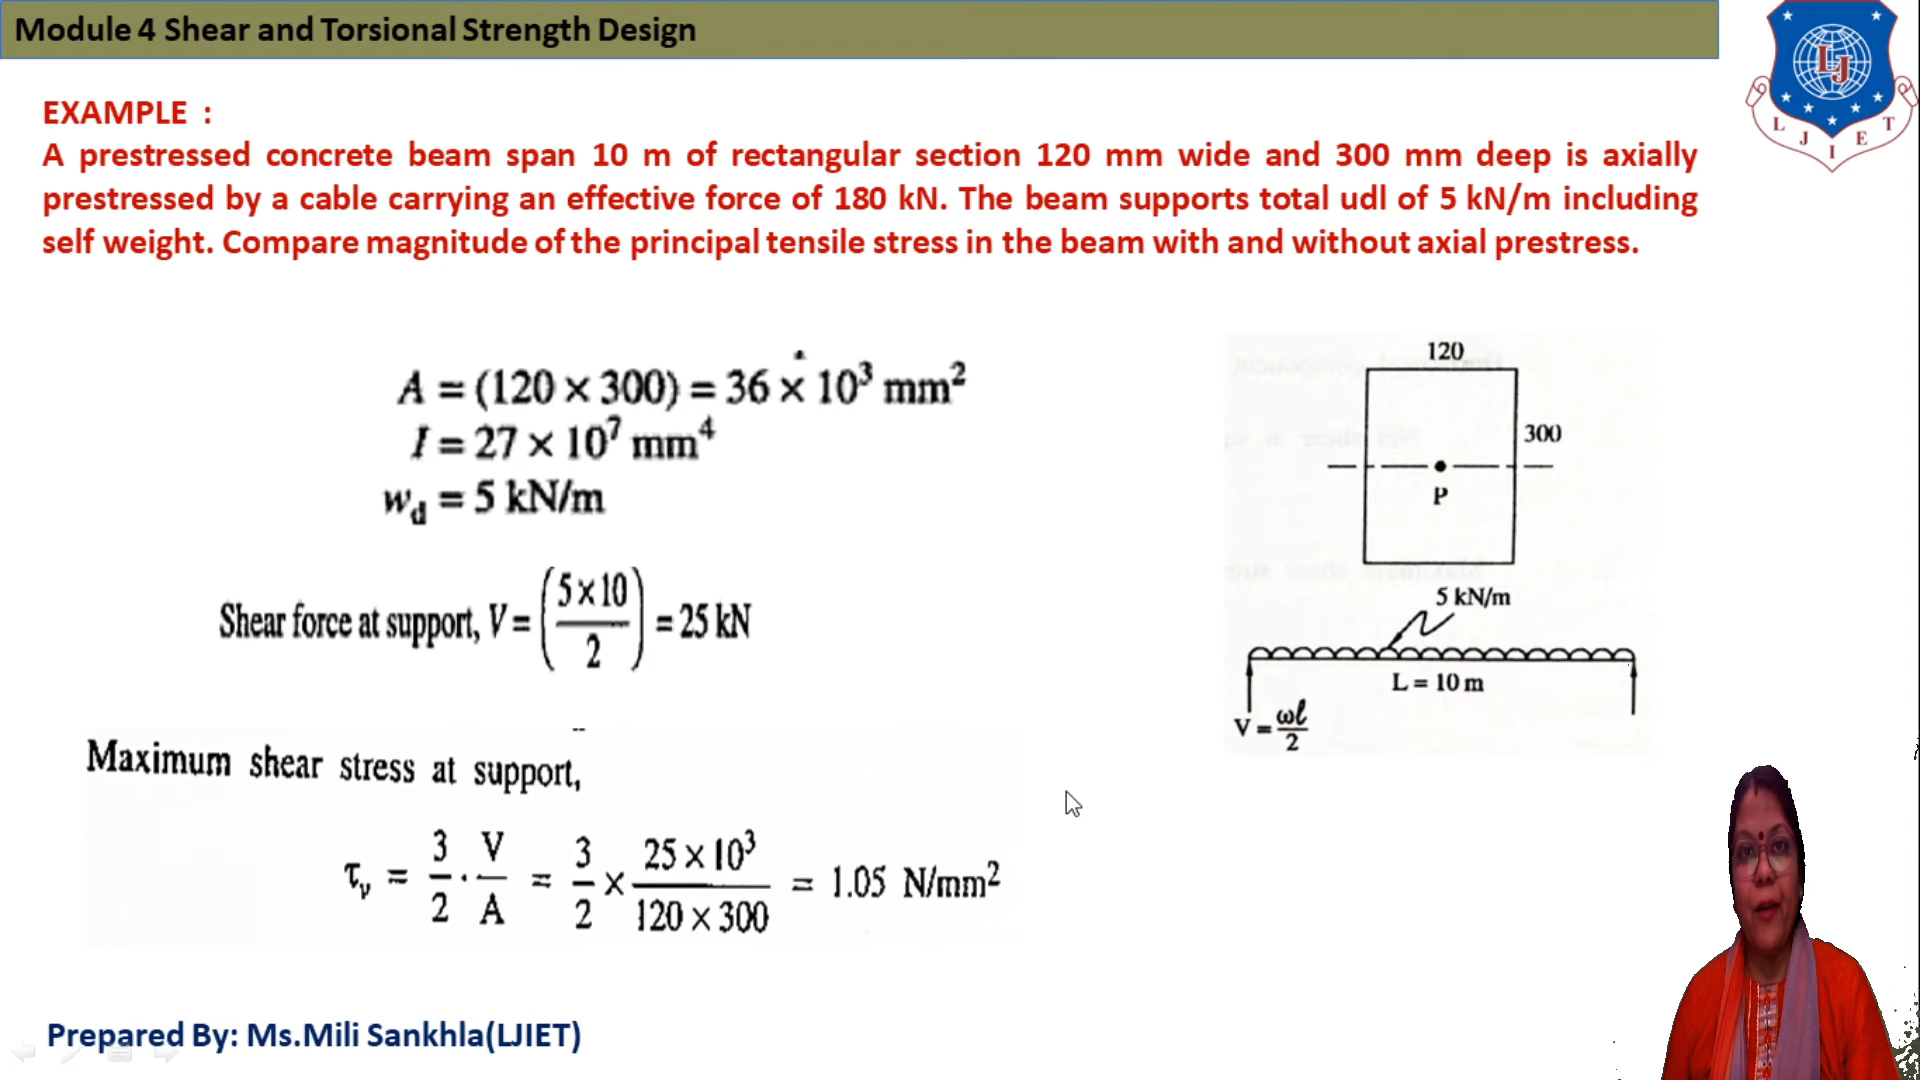 Module 4 Shear and Torsional Strength Design
EXAMPLE :
A prestressed concrete beam span 10 m of rectangular section 120 mm wide and 300 mm deep is axially
prestressed by a cable carrying an effective force of 180 kN. The beam supports total udl of 5 kN/m including
self weight. Compare magnitude of the principal tensile stress in the beam with and without axial prestress.
A = (120 × 300) = 36 × 10³ mm²
I = 27 × 10⁷ mm⁴
w_d = 5 kN/m
Shear force at support, V = (5 × 10 / 2) = 25 kN
Maximum shear stress at support,
τ_v = 3/2 · V/A = 3/2 × 25 × 10³ / 120 × 300 = 1.05 N/mm²
120
300
P
5 kN/m
L = 10 m
V = ωℓ/2
LJ
L J I E T
Prepared By: Ms.Mili Sankhla(LJIET)